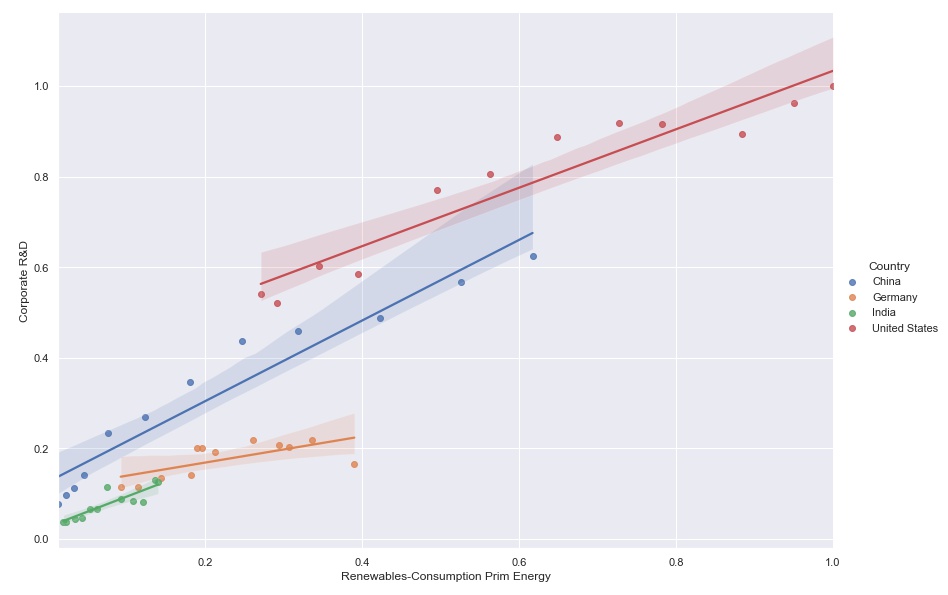 Corporate R&D
1.0
0.8
0.6
0.4
0.2
0.0
0.2
0.4
0.6
0.8
1.0
Renewables-Consumption Prim Energy
Country
China
Germany
India
United States